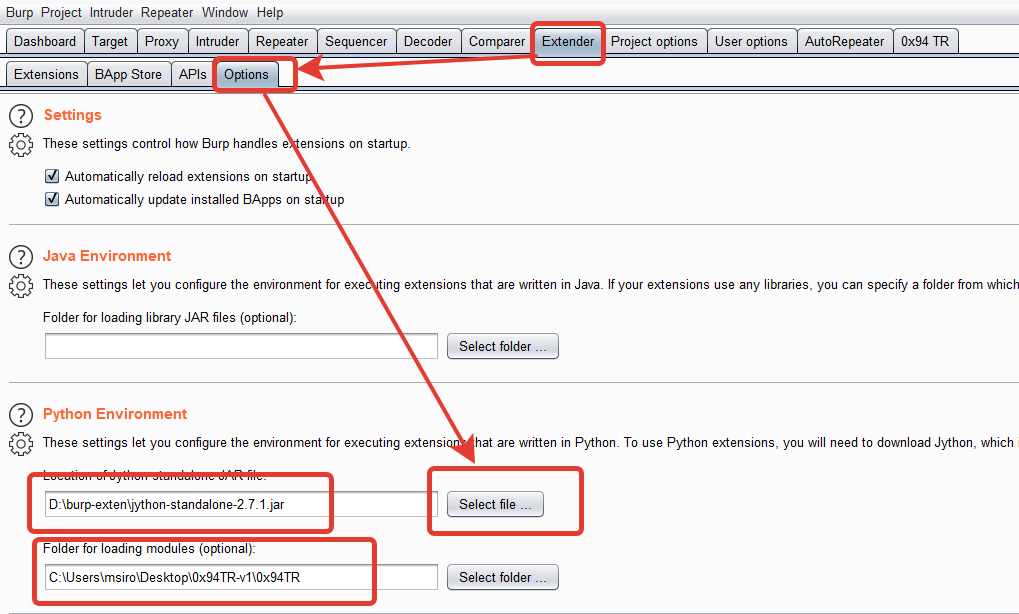 Burp Project Intruder Repeater Window Help
Dashboard Target Proxy Intruder Repeater Sequencer Decoder Comparer Extender Project options User options AutoRepeater 0x94 TR
Extensions BApp Store APIs Options
? Settings
These settings control how Burp handles extensions on startup.
Automatically reload extensions on startup
Automatically update installed BApps on startup
? Java Environment
These settings let you configure the environment for executing extensions that are written in Java. If your extensions use any libraries, you can specify a folder from which
Folder for loading library JAR files (optional):
Select folder ...
? Python Environment
These settings let you configure the environment for executing extensions that are written in Python. To use Python extensions, you will need to download Jython, which i
Location of Jython standalone JAR file:
D:\burp-exten\jython-standalone-2.7.1.jar Select file ...
Folder for loading modules (optional):
C:\Users\msiro\Desktop\0x94TR-v1\0x94TR Select folder ...